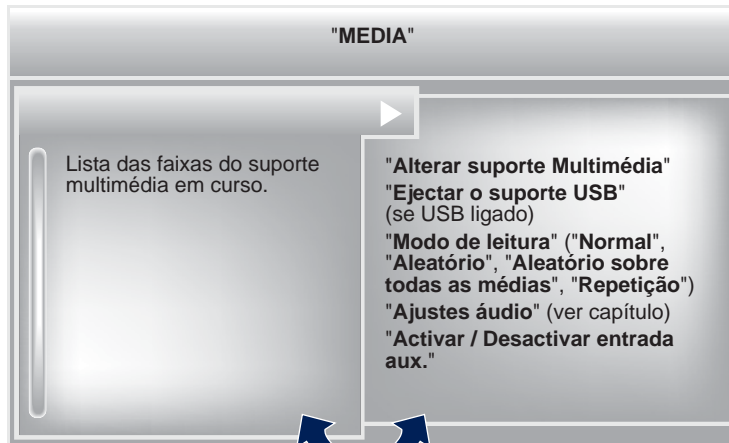 "MEDIA"
Lista das faixas do suporte
multimédia em curso.
"Alterar suporte Multimédia"
"Ejectar o suporte USB"
(se USB ligado)
"Modo de leitura" ("Normal",
"Aleatório", "Aleatório sobre
todas as médias", "Repetição")
"Ajustes áudio" (ver capítulo)
"Activar / Desactivar entrada
aux."